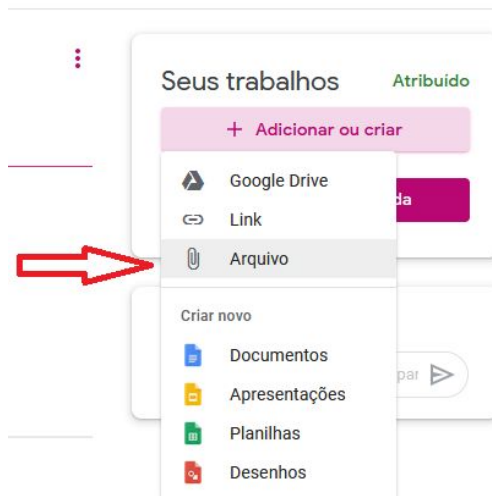 Seus trabalhos
Atribuído
+ Adicionar ou criar
Google Drive
Link
Arquivo
Criar novo
Documentos
Apresentações
Planilhas
Desenhos